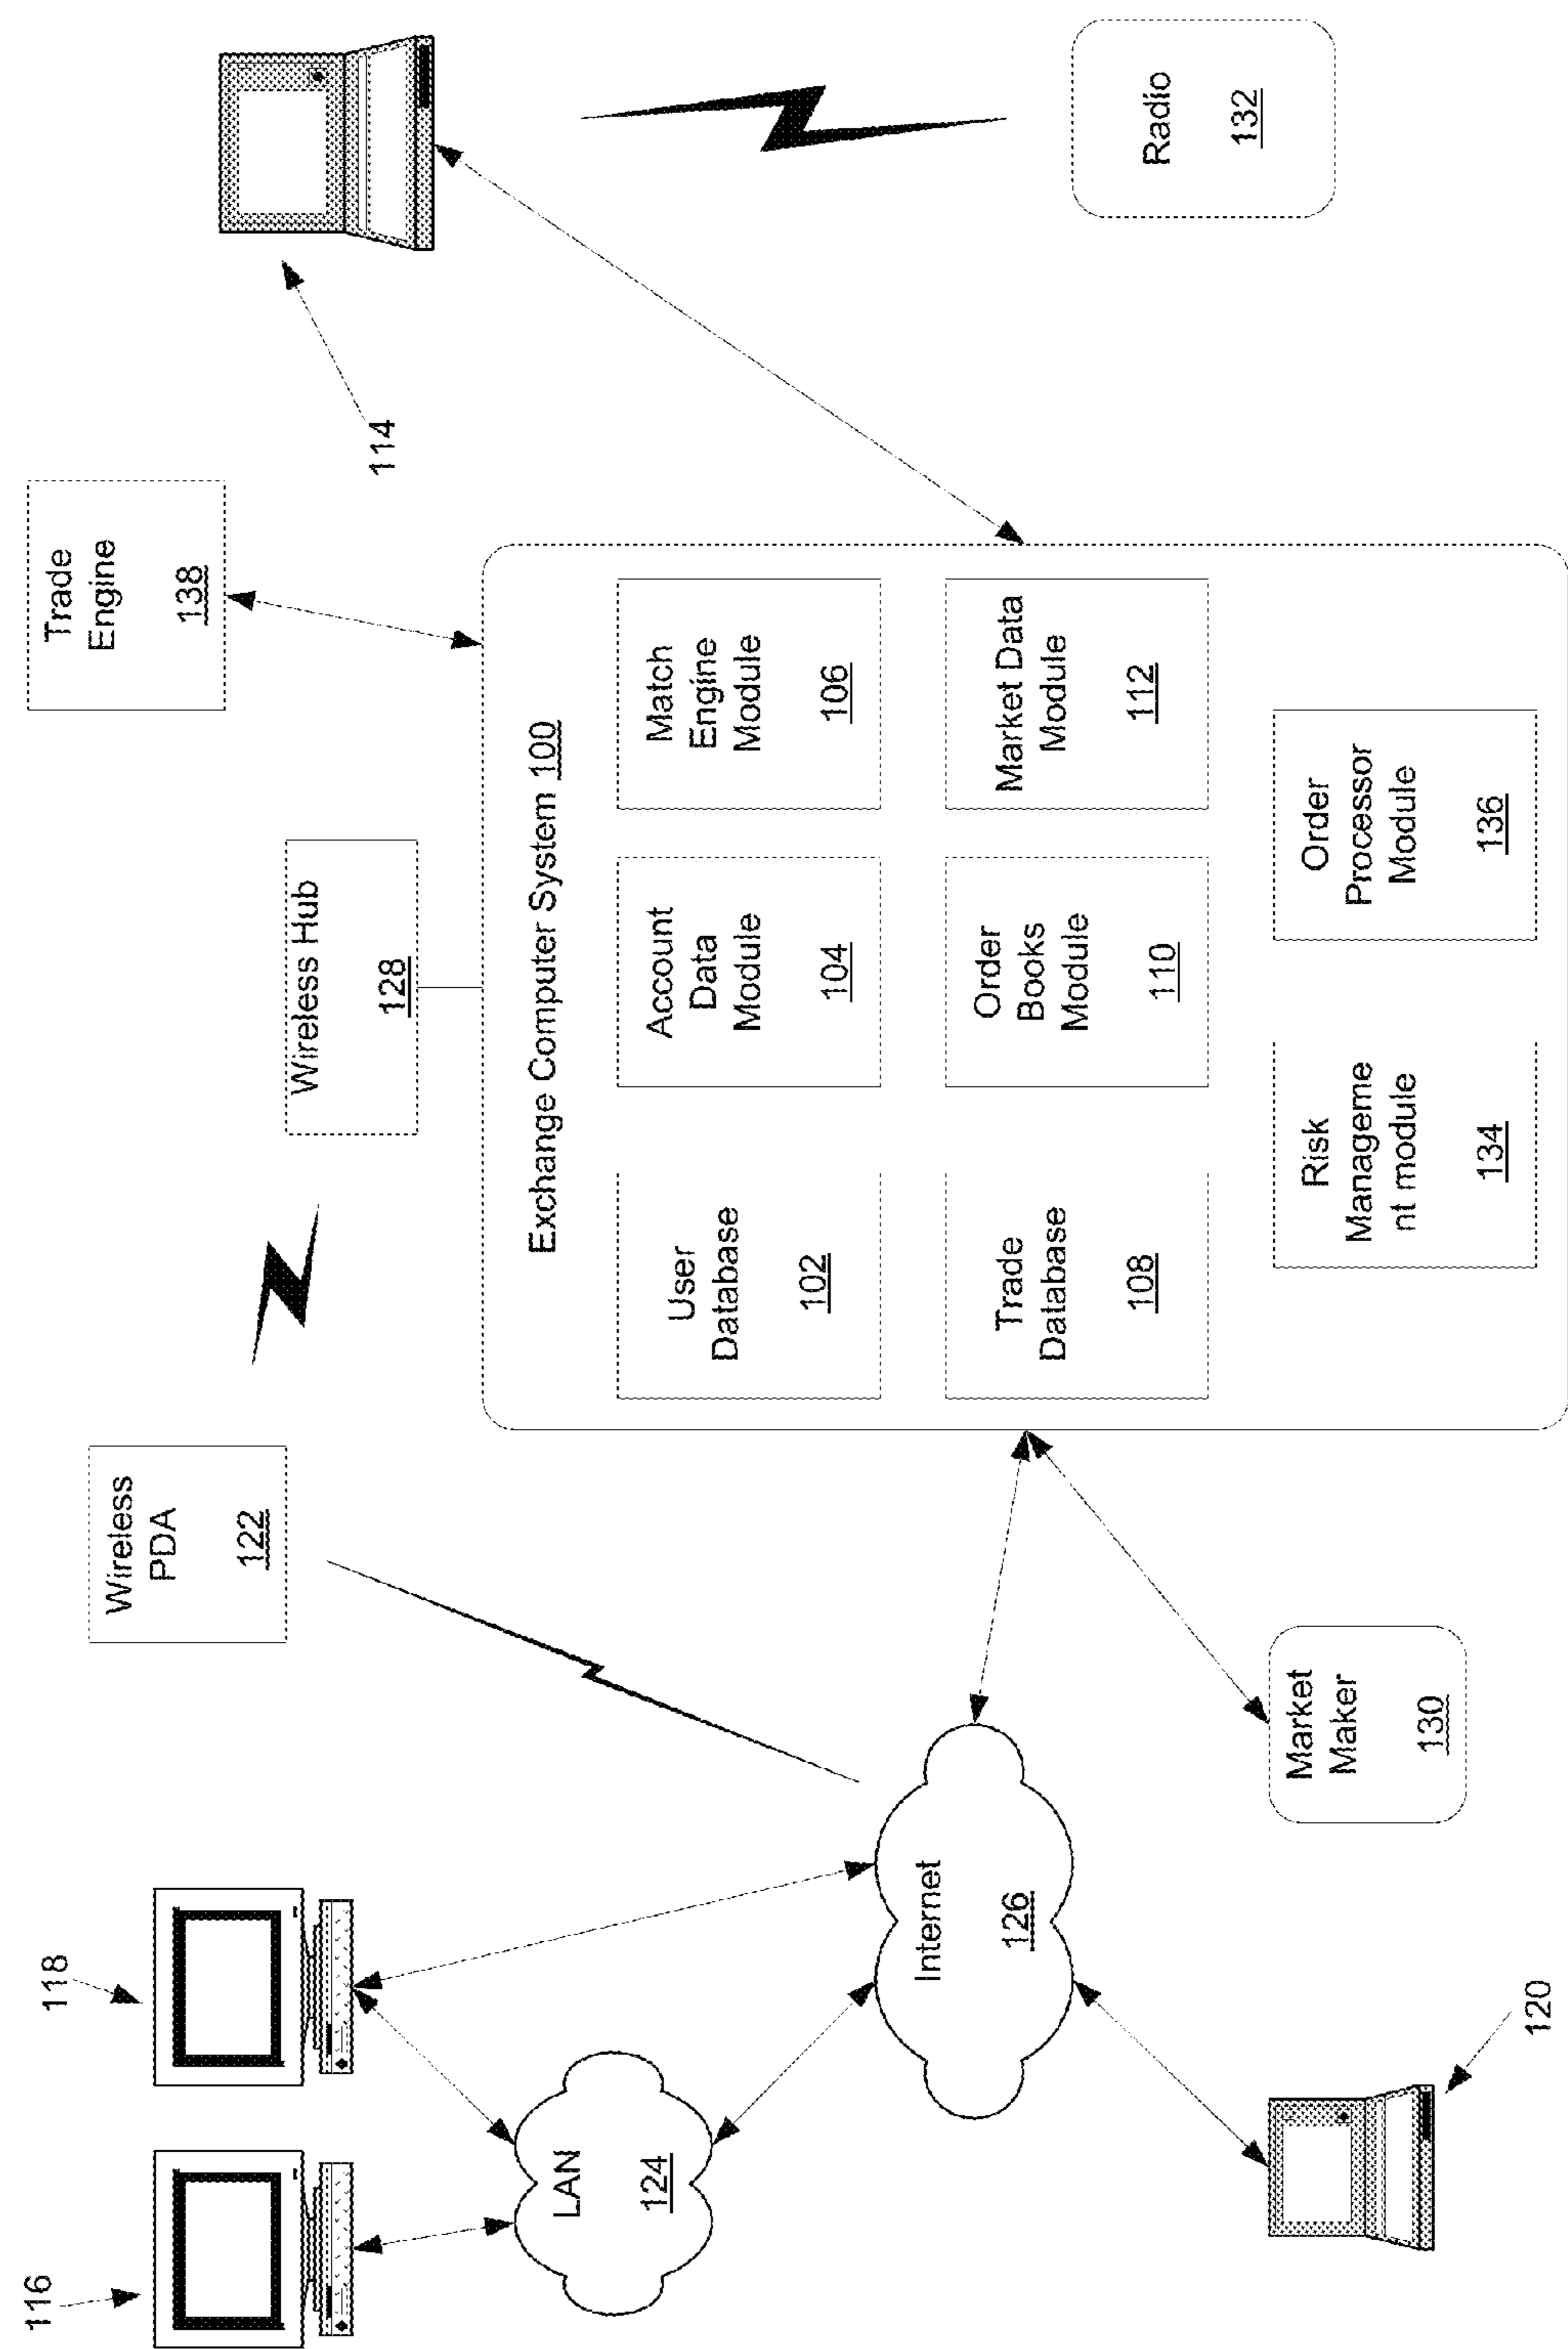 116
118
Wireless
PDA
122
Wireless Hub
128
Trade
Engine
138
114
LAN
124
Internet
126
120
Market
Maker
130
Exchange Computer System 100
User
Database
102
Account
Data
Module
104
Match
Engine
Module
106
Trade
Database
108
Order
Books
Module
110
Market Data
Module
112
Risk
Manageme
nt module
134
Order
Processor
Module
136
Radio
132